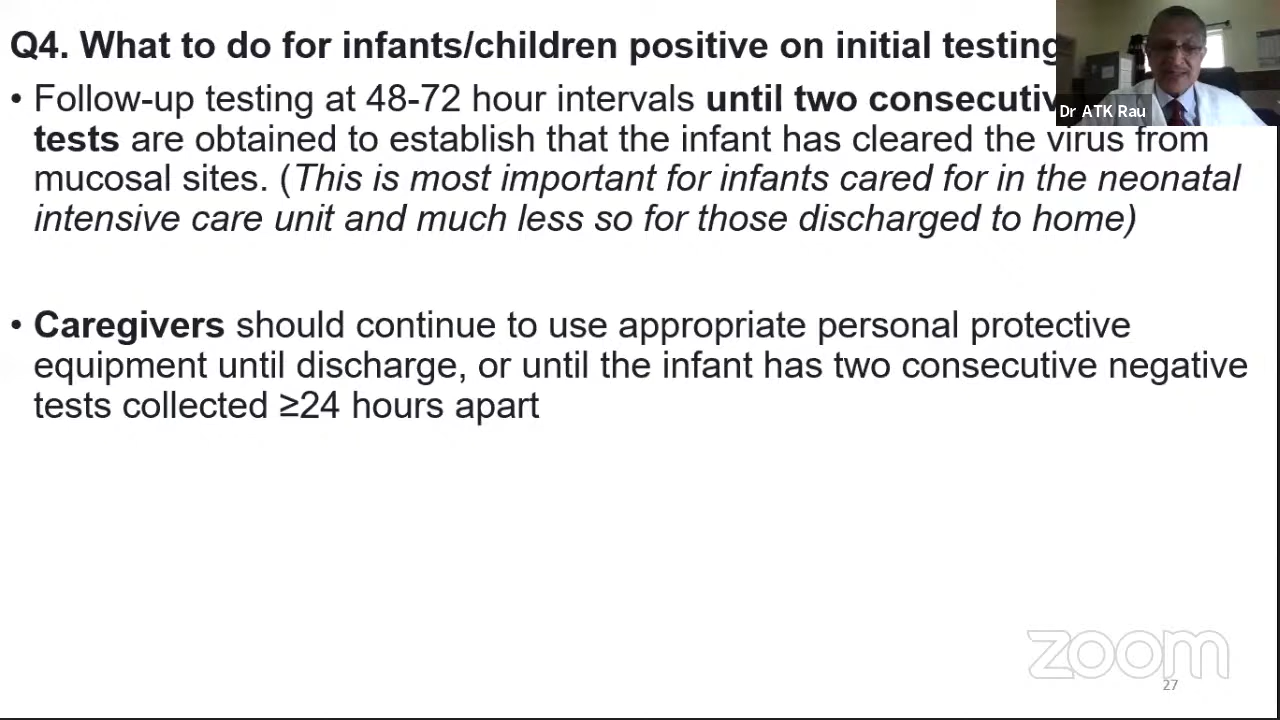 Q4. What to do for infants/children positive on initial testing
• Follow-up testing at 48-72 hour intervals until two
tests are obtained to establish that the infant has cleared the virus from
mucosal sites. (This is most important for infants cared for in the neonatal
intensive care unit and much less so for those discharged to home)
• Caregivers should continue to use appropriate personal protective
equipment until discharge, or until the infant has two consecutive negative
tests collected ≥24 hours apart
Dr ATK Rau
zoom
27